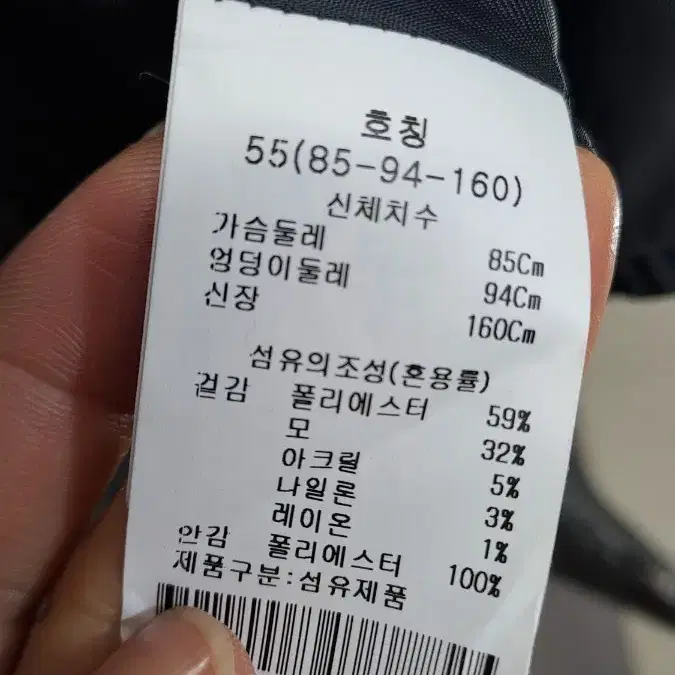 호칭
55(85-94-160)
신체치수
가슴둘레 85Cm
엉덩이둘레 94Cm
신장 160Cm
섬유의조성(혼용률)
겉감 폴리에스터 59%
모 32%
아크릴 5%
나일론 3%
레이온 1%
안감 폴리에스터 100%
제품구분:섬유제품